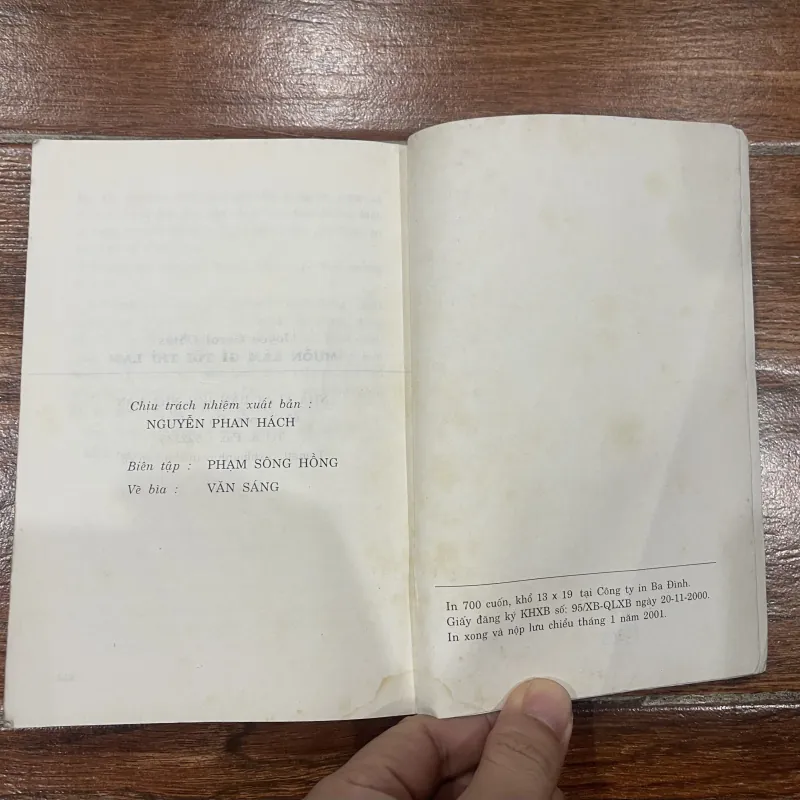 Chịu trách nhiệm xuất bản :
NGUYỄN PHAN HÁCH
Biên tập : PHẠM SÔNG HỒNG
Vẽ bìa : VĂN SÁNG
In 700 cuốn, khổ 13 x 19 tại Công ty in Ba Đình.
Giấy đăng ký KHXB số: 95/XB-QLXB ngày 20-11-2000.
In xong và nộp lưu chiểu tháng 1 năm 2001.